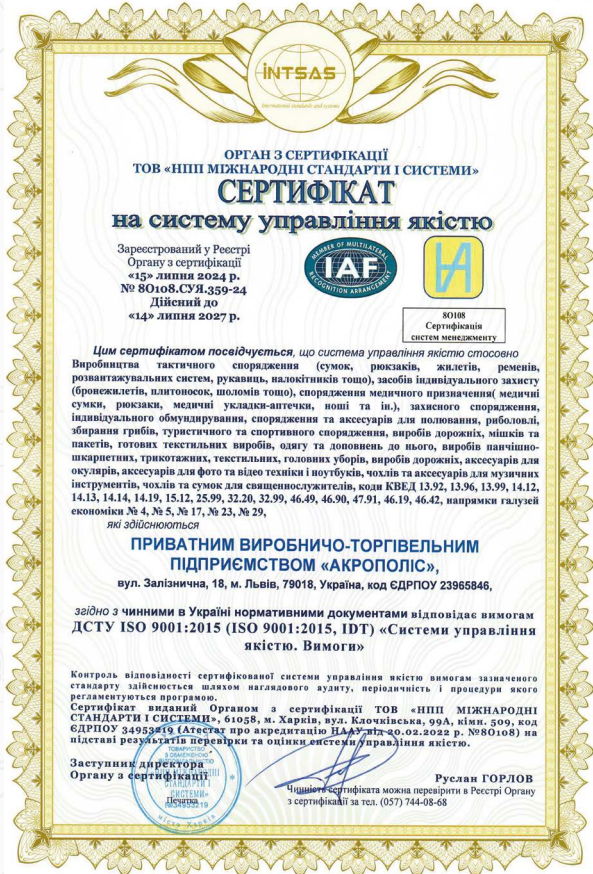 INTSAS
International standards and systems
ОРГАН З СЕРТИФІКАЦІЇ
ТОВ «НПП МІЖНАРОДНІ СТАНДАРТИ І СИСТЕМИ»
СЕРТИФІКАТ
на систему управління якістю
Зареєстрований у Реєстрі
Органу з сертифікації
«15» липня 2024 р.
№ 8О108.СУЯ.359-24
Дійсний до
«14» липня 2027 р.
MEMBER OF MULTILATERAL
IAF
RECOGNITION ARRANGEMENT
8О108
Сертифікація
систем менеджменту
Цим сертифікатом посвідчується, що система управління якістю стосовно
Виробництва тактичного спорядження (сумок, рюкзаків, жилетів, ременів,
розвантажувальних систем, рукавиць, налокітників тощо), засобів індивідуального захисту
(бронежилетів, плитоносок, шоломів тощо), спорядження медичного призначення( медичні
сумки, рюкзаки, медичні укладки-аптечки, ноші та ін.), захисного спорядження,
індивідуального обмундирування, спорядження та аксесуарів для полювання, риболовлі,
збирання грибів, туристичного та спортивного спорядження, виробів дорожніх, мішків та
пакетів, готових текстильних виробів, одягу та доповнень до нього, виробів панчішно-
шкарпетних, трикотажних, текстильних, головних уборів, виробів дорожніх, аксесуарів для
окулярів, аксесуарів для фото та відео техніки і ноутбуків, чохлів та аксесуарів для музичних
інструментів, чохлів та сумок для священослужителів, коди КВЕД 13.92, 13.96, 13.99, 14.12,
14.13, 14.14, 14.19, 15.12, 25.99, 32.20, 32.99, 46.49, 46.90, 47.91, 46.19, 46.42, напрямки галузей
економіки № 4, № 5, № 17, № 23, № 29,
які здійснюються
ПРИВАТНИМ ВИРОБНИЧО-ТОРГІВЕЛЬНИМ
ПІДПРИЄМСТВОМ «АКРОПОЛІС»,
вул. Залізнична, 18, м. Львів, 79018, Україна, код ЄДРПОУ 23965846,
згідно з чинними в Україні нормативними документами відповідає вимогам
ДСТУ ISO 9001:2015 (ISO 9001:2015, IDT) «Системи управління
якістю. Вимоги»
Контроль відповідності сертифікованої системи управління якістю вимогам зазначеного
стандарту здійснюється шляхом наглядового аудиту, періодичність і процедури якого
регламентуються програмою.
Сертифікат виданий Органом з сертифікації ТОВ «НПП МІЖНАРОДНІ
СТАНДАРТИ І СИСТЕМИ», 61058, м. Харків, вул. Клочківська, 99А, кімн. 509, код
ЄДРПОУ 34953219 (Атестат про акредитацію НААУ від 20.02.2022 р. №8О108) на
підставі результатів перевірки та оцінки системи управління якістю.
Заступник директора
Органу з сертифікації
Руслан ГОРЛОВ
Печатка
Чинність сертифіката можна перевірити в Реєстрі Органу
з сертифікації за тел. (057) 744-08-68
ТОВАРИСТВО
З ОБМЕЖЕНОЮ
ВІДПОВІДАЛЬНІСТЮ
СТАНДАРТИ І
СИСТЕМИ»
№34953219
місто Харків